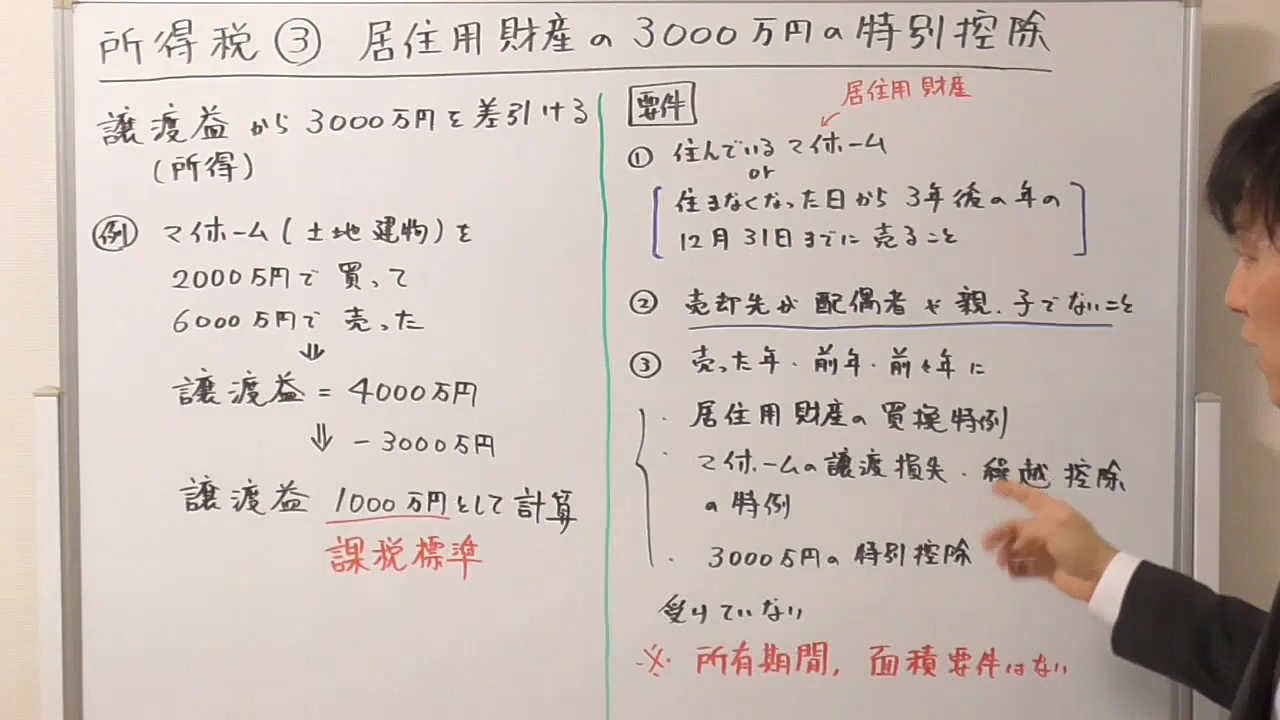 所得税③ 居住用財産の3000万円の特別控除
譲渡益から3000万円を差引ける
(所得)
例 マイホーム(土地建物)を
2000万円で買って
6000万円で売った
⇓
譲渡益=4000万円
⇓ -3000万円
譲渡益 1000万円として計算
課税標準
要件
居住用財産
① 住んでいるマイホーム
or
住まなくなった日から3年後の年の
12月31日までに売ること
② 売却先が配偶者や親.子でないこと
③ 売った年・前年・前々年に
・居住用財産の買換特例
・マイホームの譲渡損失・繰越控除
の特例
・3000万円の特別控除
受けていない
※ 所有期間,面積要件はない